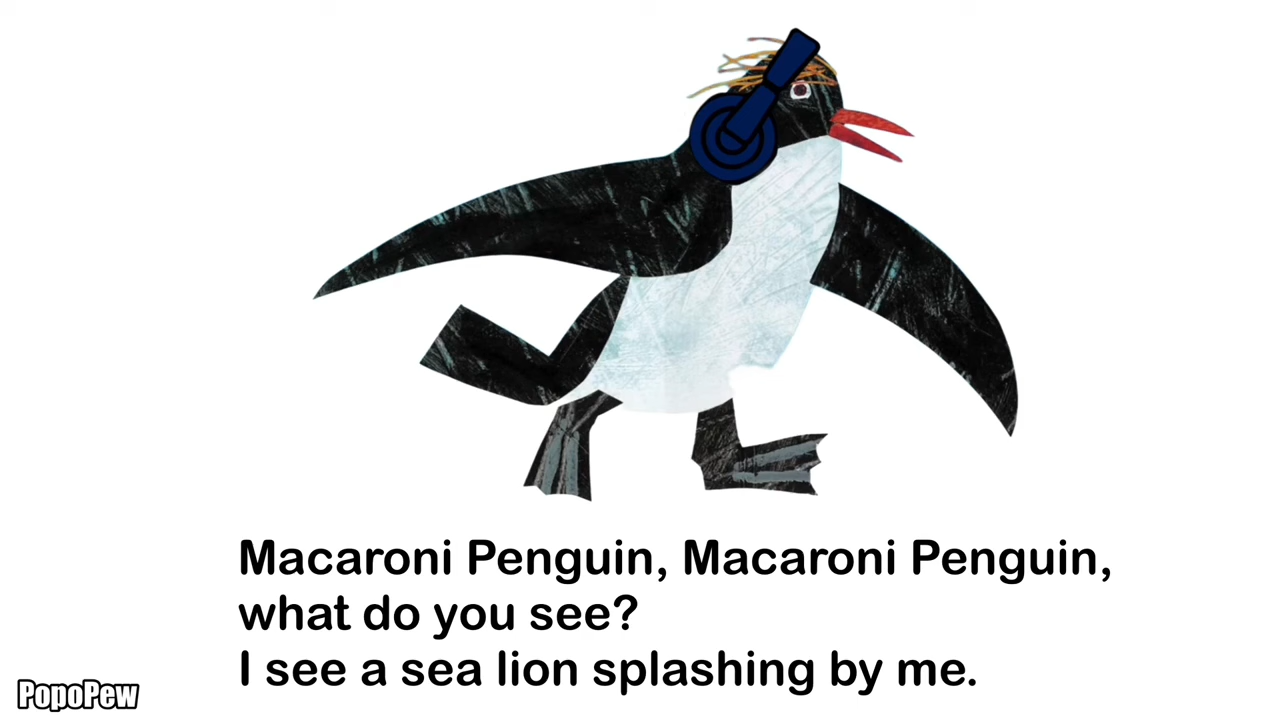 Macaroni Penguin, Macaroni Penguin,
what do you see?
I see a sea lion splashing by me.
PopoPew